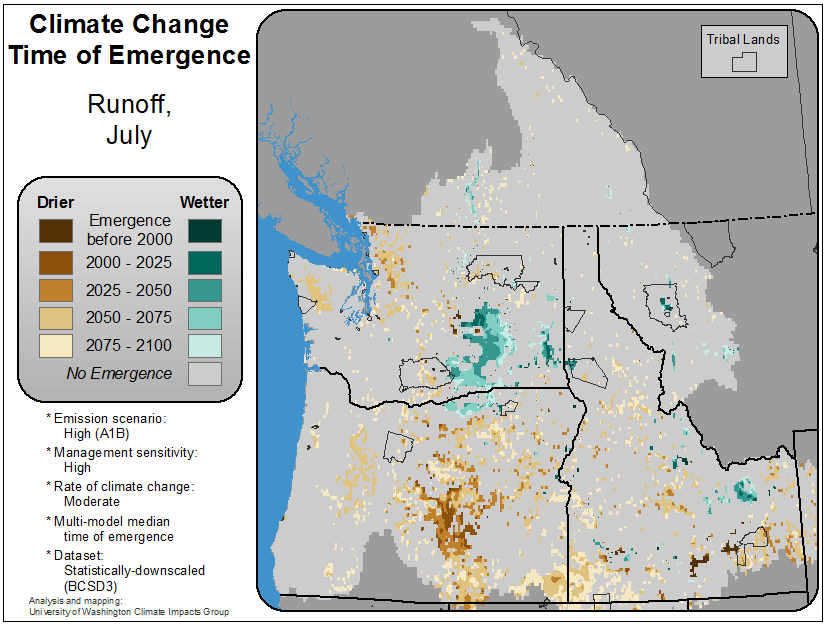 Climate Change
Time of Emergence
Runoff,
July
Drier
Wetter
Emergence
before 2000
2000 - 2025
2025 - 2050
2050 - 2075
2075 - 2100
No Emergence
* Emission scenario:
High (A1B)
* Management sensitivity:
High
* Rate of climate change:
Moderate
* Multi-model median
time of emergence
* Dataset:
Statistically-downscaled
(BCSD3)
Analysis and mapping:
University of Washington Climate Impacts Group
Tribal Lands